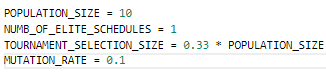 POPULATION_SIZE = 10
NUMB_OF_ELITE_SCHEDULES = 1
TOURNAMENT_SELECTION_SIZE = 0.33 * POPULATION_SIZE
MUTATION_RATE = 0.1